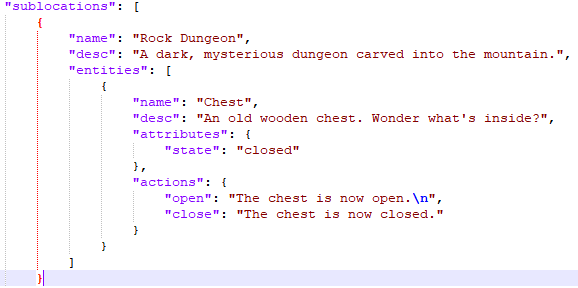 "sublocations": [
{
"name": "Rock Dungeon",
"desc": "A dark, mysterious dungeon carved into the mountain.",
"entities": [
{
"name": "Chest",
"desc": "An old wooden chest. Wonder what's inside?",
"attributes": {
"state": "closed"
},
"actions": {
"open": "The chest is now open.\n",
"close": "The chest is now closed."
}
}
]
}